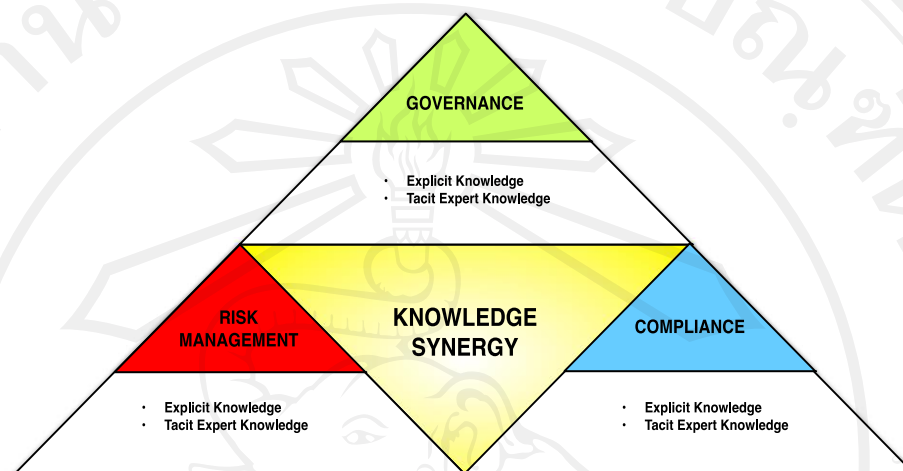 GOVERNANCE
• Explicit Knowledge
• Tacit Expert Knowledge
RISK
MANAGEMENT
KNOWLEDGE
SYNERGY
COMPLIANCE
• Explicit Knowledge
• Tacit Expert Knowledge
• Explicit Knowledge
• Tacit Expert Knowledge